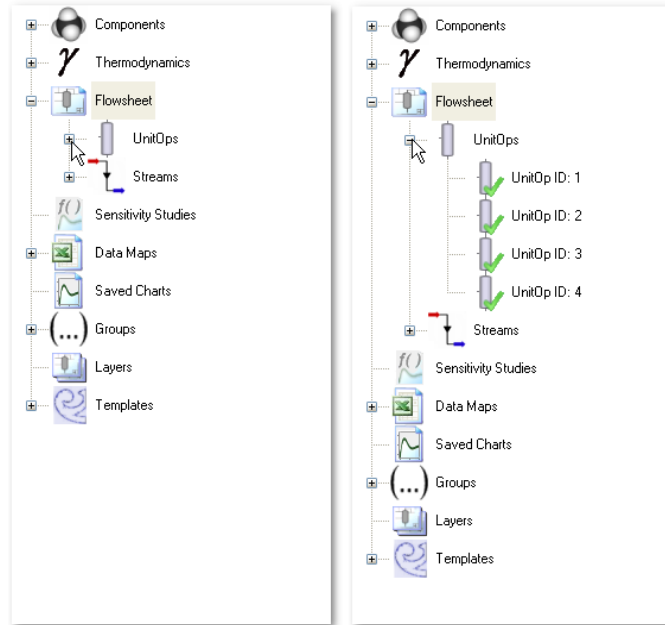 Components
γ Thermodynamics
Flowsheet
UnitOps
Streams
f() Sensitivity Studies
Data Maps
Saved Charts
(...) Groups
Layers
Templates
Components
γ Thermodynamics
Flowsheet
UnitOps
UnitOp ID: 1
UnitOp ID: 2
UnitOp ID: 3
UnitOp ID: 4
Streams
f() Sensitivity Studies
Data Maps
Saved Charts
(...) Groups
Layers
Templates